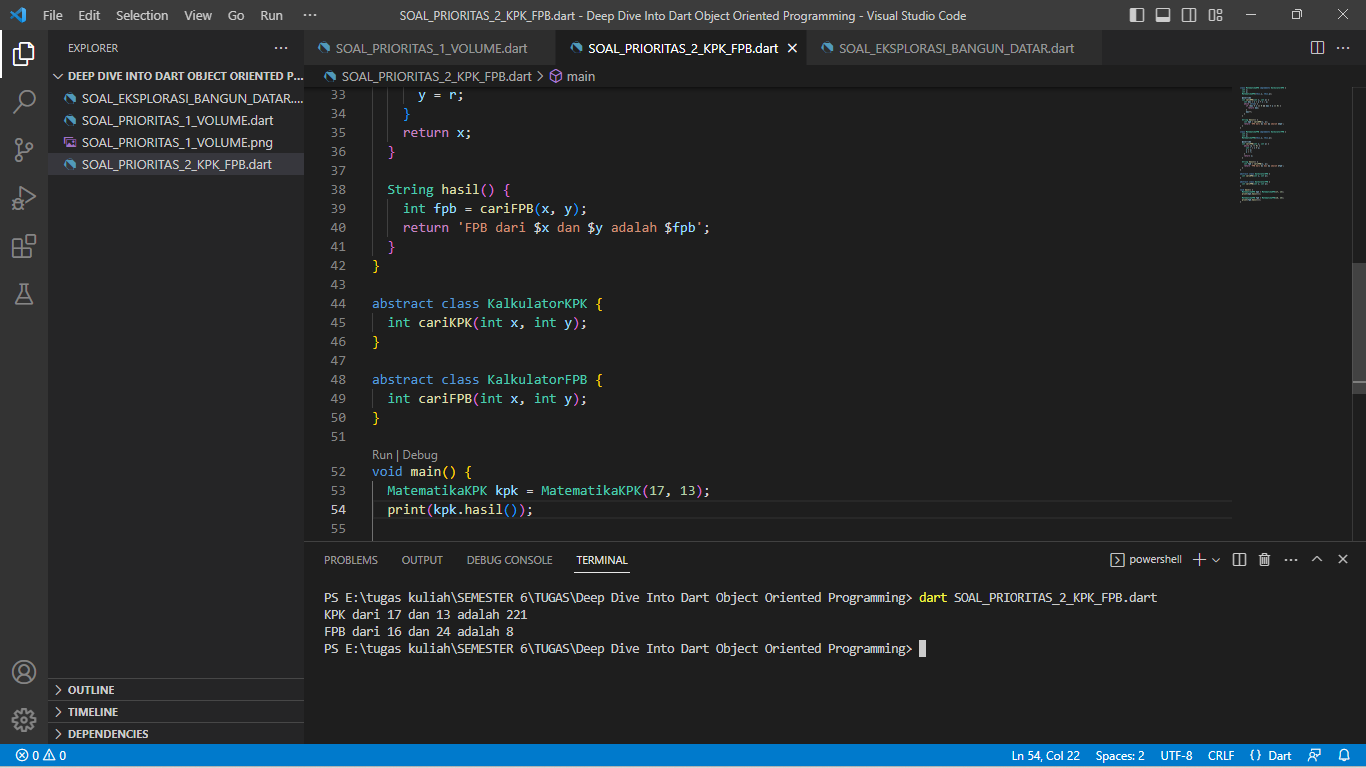 File Edit Selection View Go Run ··· SOAL_PRIORITAS_2_KPK_FPB.dart - Deep Dive Into Dart Object Oriented Programming - Visual Studio Code
EXPLORER ···
DEEP DIVE INTO DART OBJECT ORIENTED P...
SOAL_EKSPLORASI_BANGUN_DATAR....
SOAL_PRIORITAS_1_VOLUME.dart
SOAL_PRIORITAS_1_VOLUME.png
SOAL_PRIORITAS_2_KPK_FPB.dart
OUTLINE
TIMELINE
DEPENDENCIES
SOAL_PRIORITAS_1_VOLUME.dart SOAL_PRIORITAS_2_KPK_FPB.dart SOAL_EKSPLORASI_BANGUN_DATAR.dart ···
SOAL_PRIORITAS_2_KPK_FPB.dart > main
33 y = r;
34 }
35 return x;
36 }
37
38 String hasil() {
39 int fpb = cariFPB(x, y);
40 return 'FPB dari $x dan $y adalah $fpb';
41 }
42 }
43
44 abstract class KalkulatorKPK {
45 int cariKPK(int x, int y);
46 }
47
48 abstract class KalkulatorFPB {
49 int cariFPB(int x, int y);
50 }
51
Run | Debug
52 void main() {
53 MatematikaKPK kpk = MatematikaKPK(17, 13);
54 print(kpk.hasil());
55
PROBLEMS OUTPUT DEBUG CONSOLE TERMINAL powershell ···
PS E:\tugas kuliah\SEMESTER 6\TUGAS\Deep Dive Into Dart Object Oriented Programming> dart SOAL_PRIORITAS_2_KPK_FPB.dart
KPK dari 17 dan 13 adalah 221
FPB dari 16 dan 24 adalah 8
PS E:\tugas kuliah\SEMESTER 6\TUGAS\Deep Dive Into Dart Object Oriented Programming>
0 0 Ln 54, Col 22 Spaces: 2 UTF-8 CRLF {} Dart